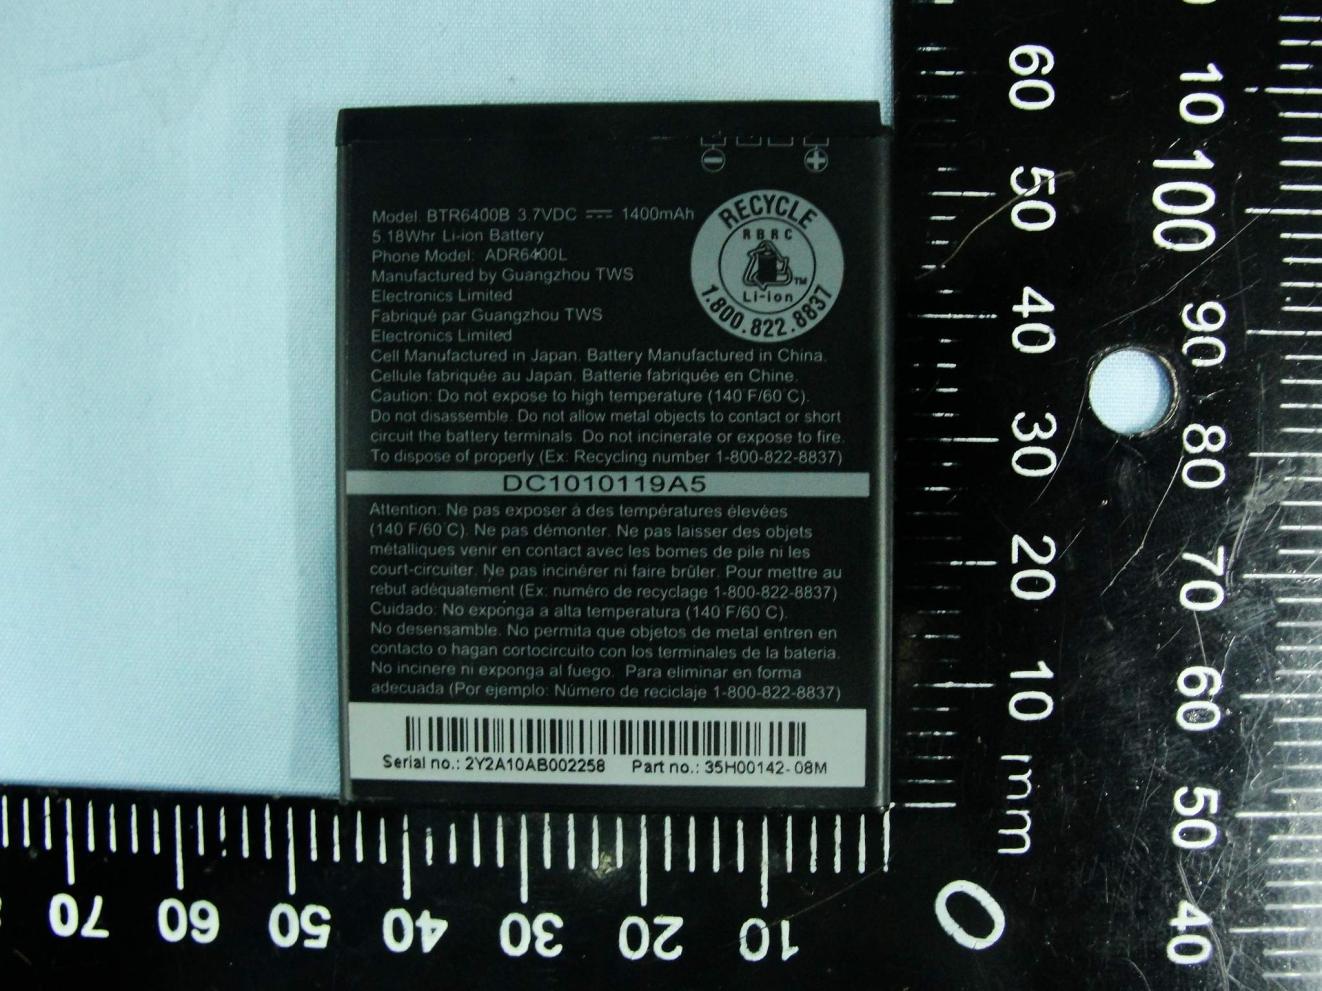 Model. BTR6400B 3.7VDC 1400mAh
5.18Whr Li-ion Battery
Phone Model: ADR6400L
Manufactured by Guangzhou TWS
Electronics Limited
Fabriqué par Guangzhou TWS
Electronics Limited
Cell Manufactured in Japan. Battery Manufactured in China.
Cellule fabriquée au Japan. Batterie fabriquée en Chine.
Caution: Do not expose to high temperature (140 F/60 C).
Do not disassemble. Do not allow metal objects to contact or short
circuit the battery terminals. Do not incinerate or expose to fire.
To dispose of properly (Ex: Recycling number 1-800-822-8837)
RECYCLE
RBRC
TM
Li-ion
1.800.822.8837
DC1010119A5
Attention: Ne pas exposer à des températures élevées
(140 F/60 C). Ne pas démonter. Ne pas laisser des objets
métalliques venir en contact avec les bornes de pile ni les
court-circuiter. Ne pas incinérer ni faire brûler. Pour mettre au
rebut adéquatement (Ex: numéro de recyclage 1-800-822-8837)
Cuidado: No exponga a alta temperatura (140 F/60 C).
No desensamble. No permita que objetos de metal entren en
contacto o hagan cortocircuito con los terminales de la bateria.
No incinere ni exponga al fuego. Para eliminar en forma
adecuada (Por ejemplo: Número de reciclaje 1-800-822-8837)
Serial no.: 2Y2A10AB002258 Part no.: 35H00142-08M
60 50 40 30 20 10 mm
10 100 90 80 70 60 50 40
70 60 50 40 30 20 10 0